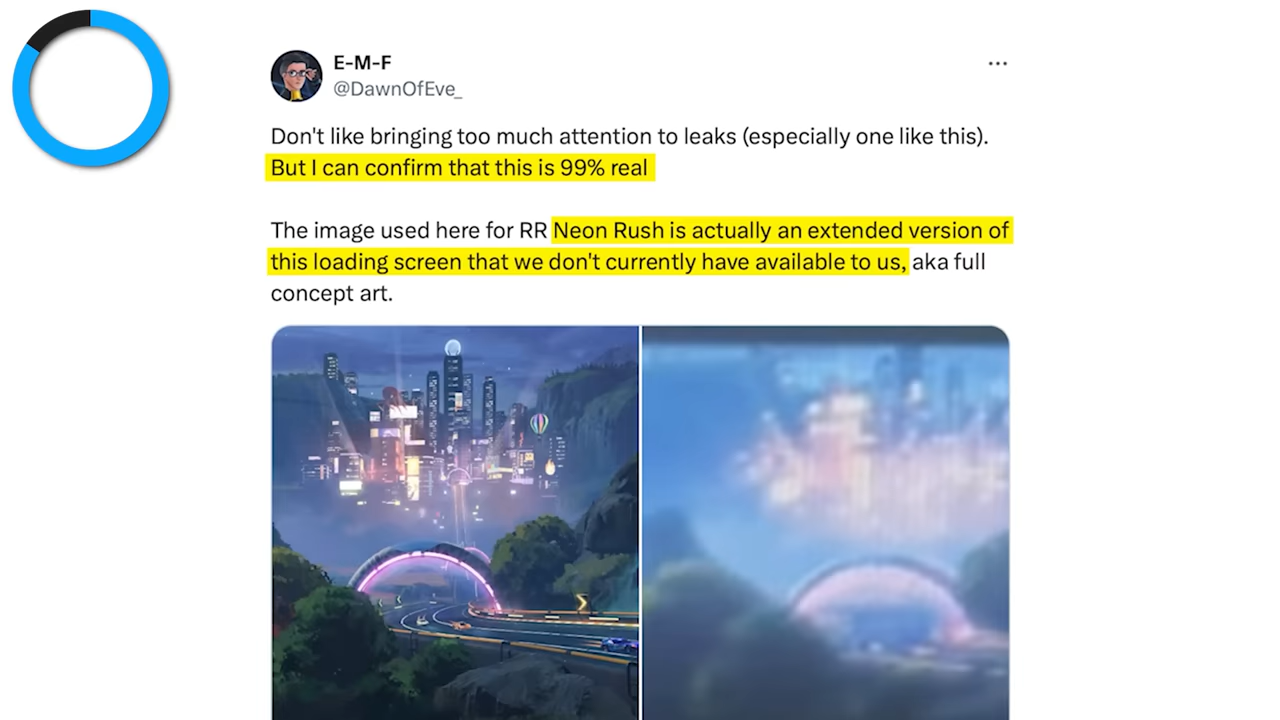 E-M-F
@DawnOfEve_
Don't like bringing too much attention to leaks (especially one like this).
But I can confirm that this is 99% real
The image used here for RR Neon Rush is actually an extended version of
this loading screen that we don't currently have available to us, aka full
concept art.